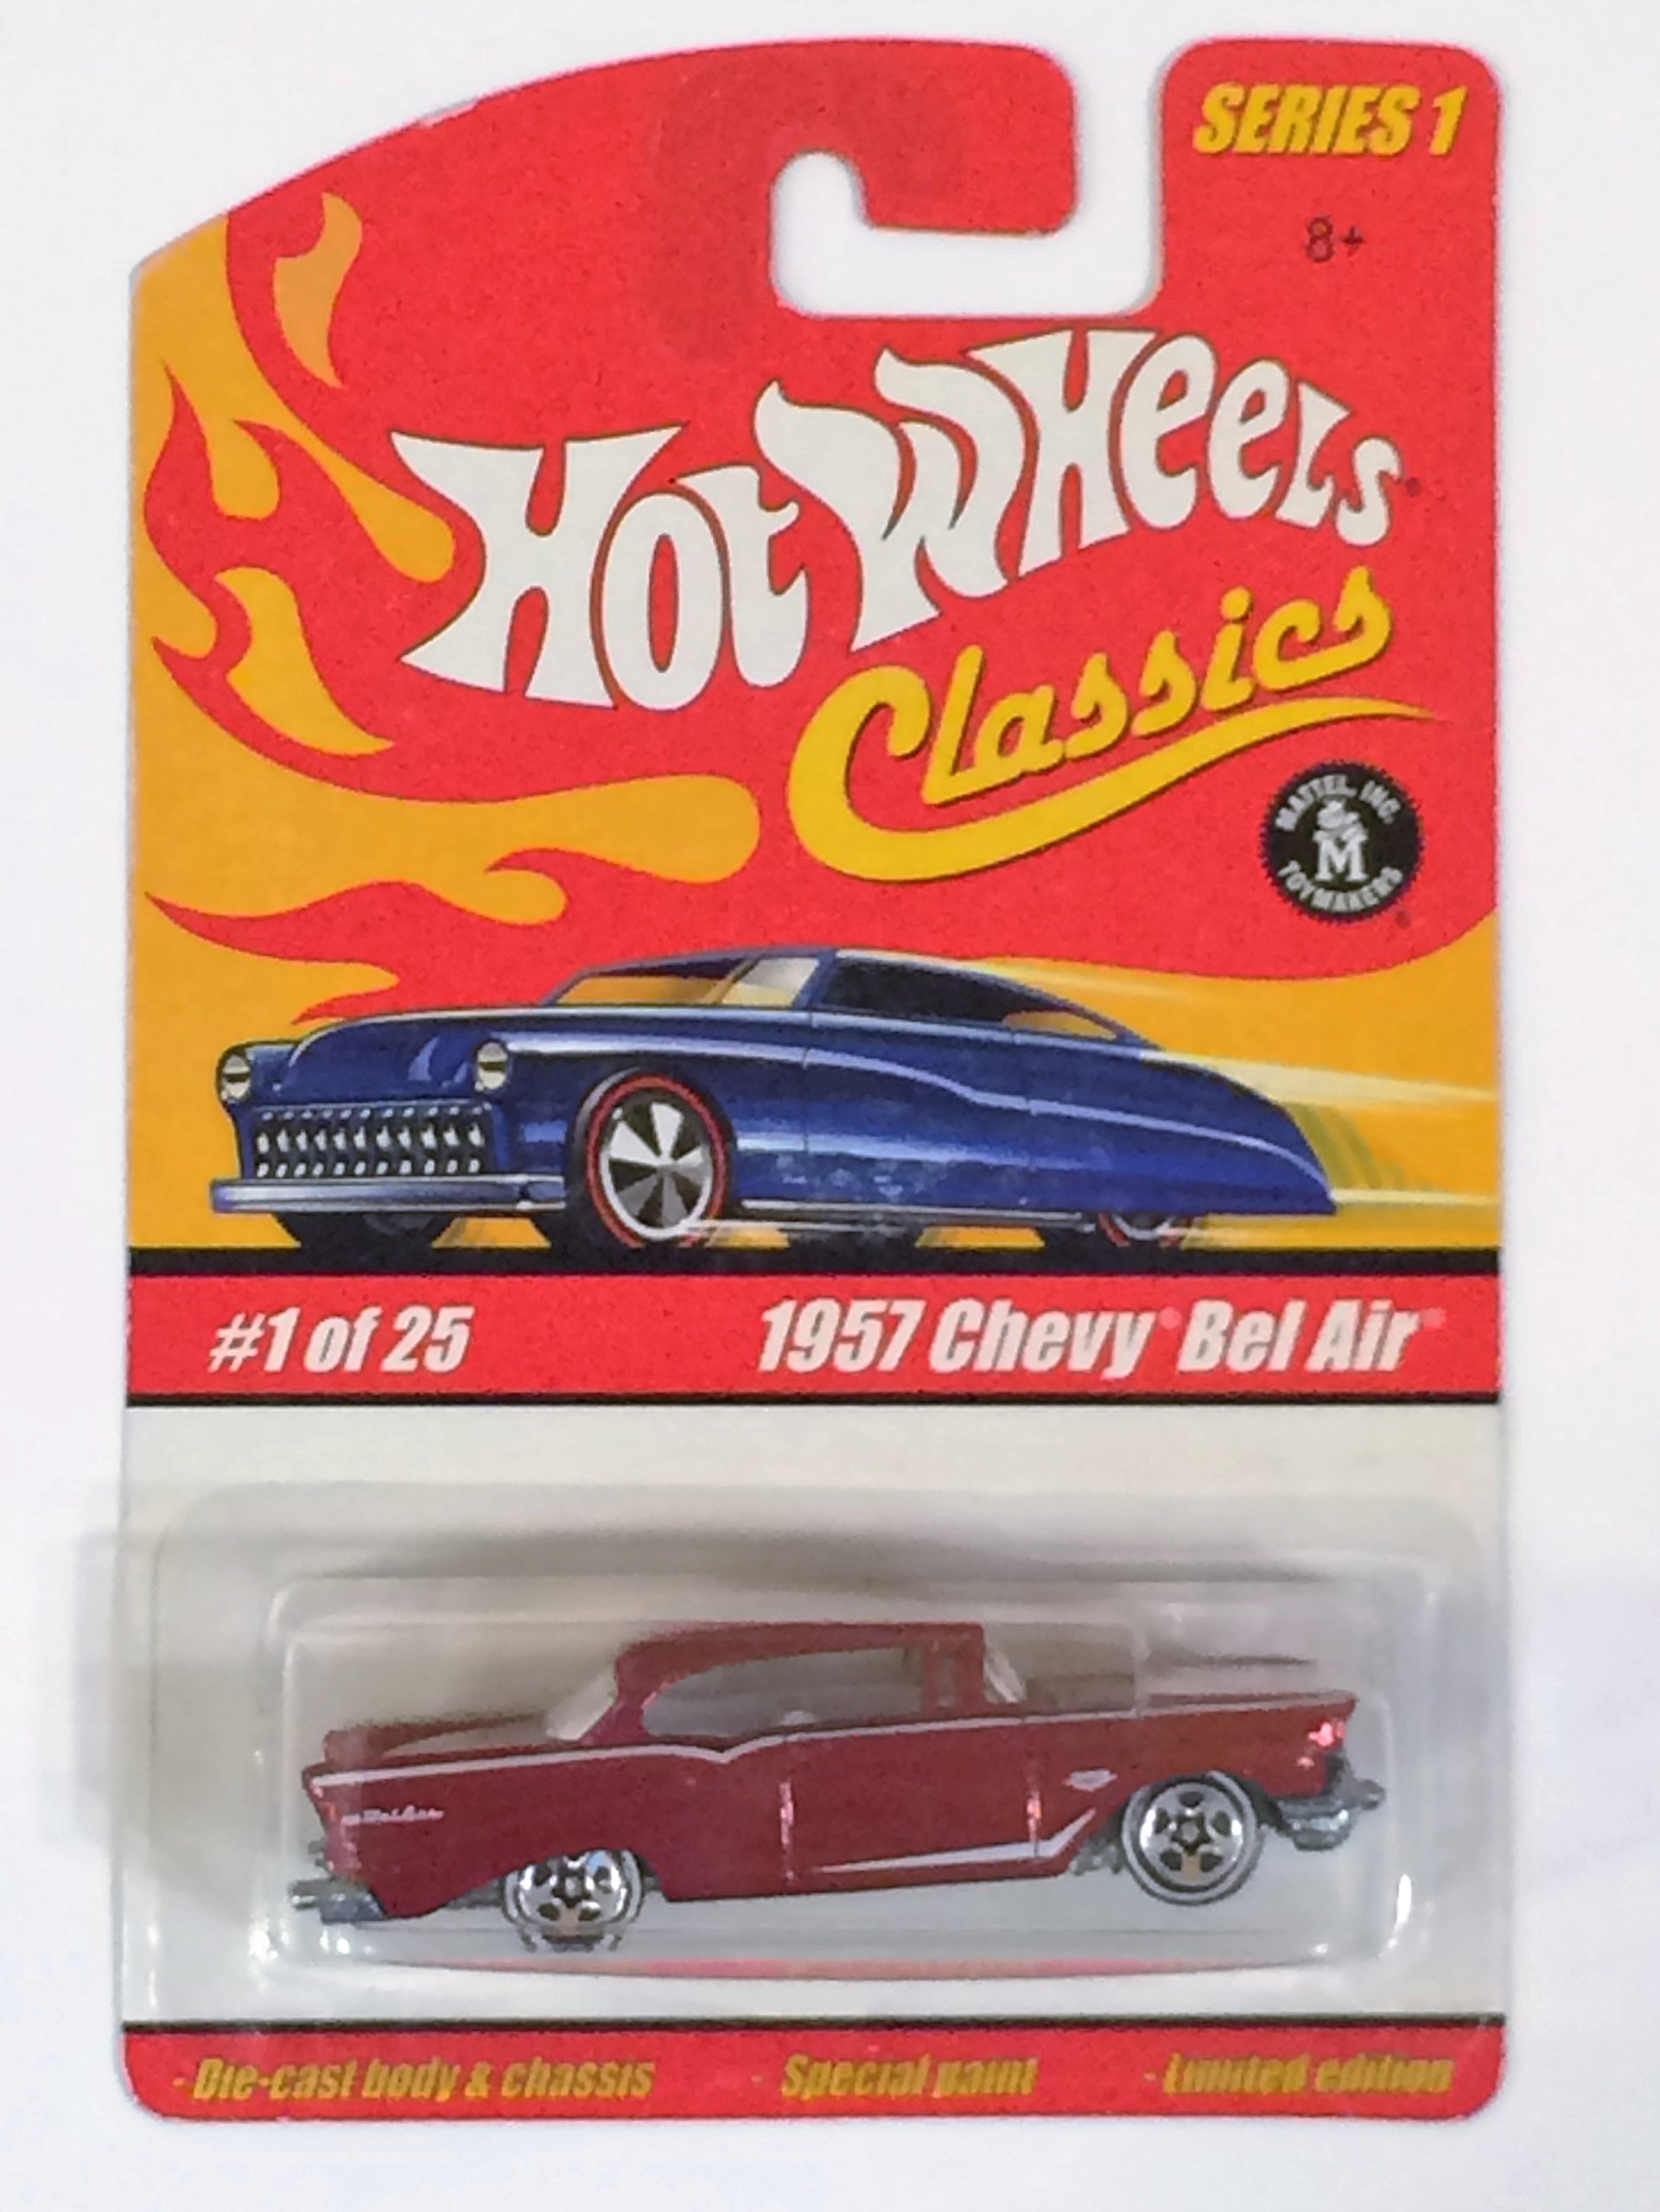 SERIES 1
8+
Hot Wheels
Classics
MATTEL, INC.
M
TOYMAKERS
#1 of 25
1957 Chevy® Bel Air™
- Die-cast body & chassis - Special paint - Limited edition